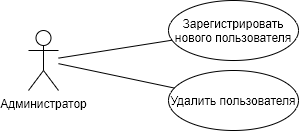 Зарегистрировать
нового пользователя
Администратор
Удалить пользователя